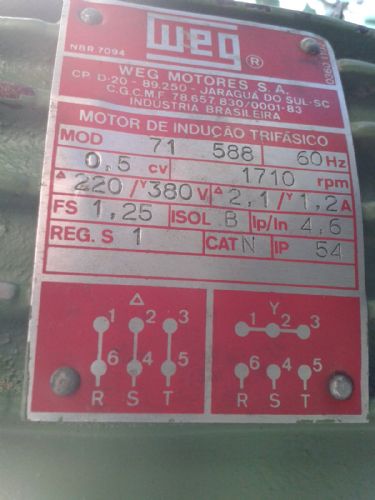 NBR 7094
weg ®
WEG MOTORES S.A.
CP. D-20 - 89.250 - JARAGUÁ DO SUL-SC
C.G.C.M.F. 78.657.830/0001-83
INDÚSTRIA BRASILEIRA
MOTOR DE INDUÇÃO TRIFÁSICO
MOD 71 588 60 Hz
0,5 cv 1710 rpm
Δ 220 / Y 380 V Δ 2,1 / Y 1,2 A
FS 1,25 ISOL B Ip/In 4,6
REG. S 1 CAT N IP 54
Δ Y
1 2 3 1 2 3
6 4 5 6 4 5
R S T R S T